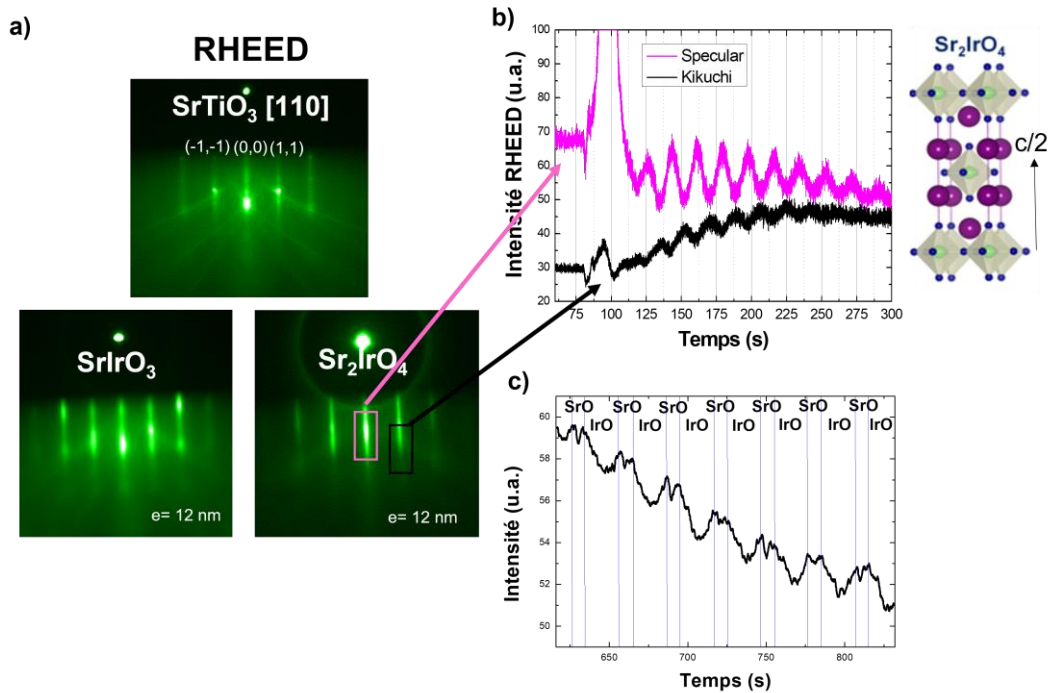 a)
RHEED
SrTiO₃ [110]
(-1,-1) (0,0) (1,1)
SrIrO₃
e= 12 nm
Sr₂IrO₄
e= 12 nm
b)
Intensité RHEED (u.a.)
100
90
80
70
60
50
40
30
20
Specular
Kikuchi
75 100 125 150 175 200 225 250 275 300
Temps (s)
Sr₂IrO₄
c/2
c)
Intensité (u.a.)
60
58
56
54
52
50
SrO SrO SrO SrO SrO SrO SrO
IrO IrO IrO IrO IrO IrO IrO
650 700 750 800
Temps (s)